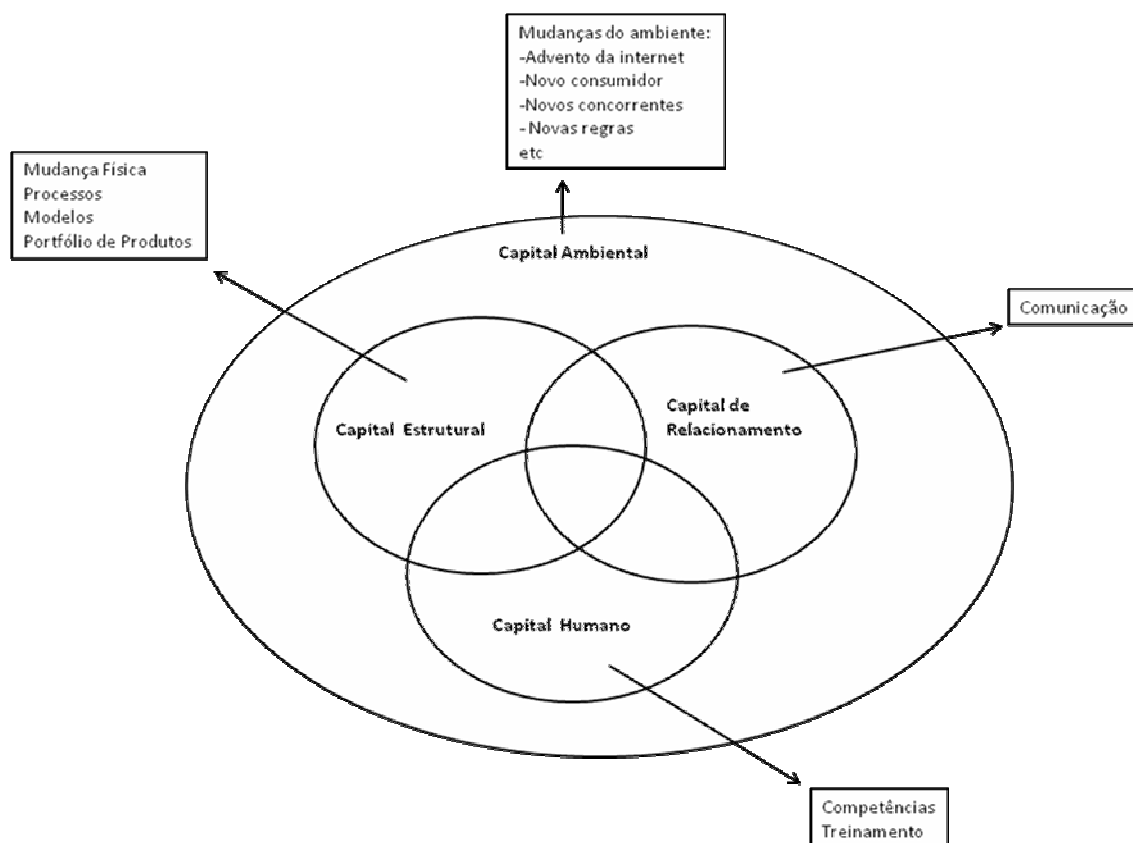 Mudanças do ambiente:
-Advento da internet
-Novo consumidor
-Novos concorrentes
- Novas regras
etc
Mudança Física
Processos
Modelos
Portfólio de Produtos
Capital Ambiental
Comunicação
Capital Estrutural
Capital de
Relacionamento
Capital Humano
Competências
Treinamento